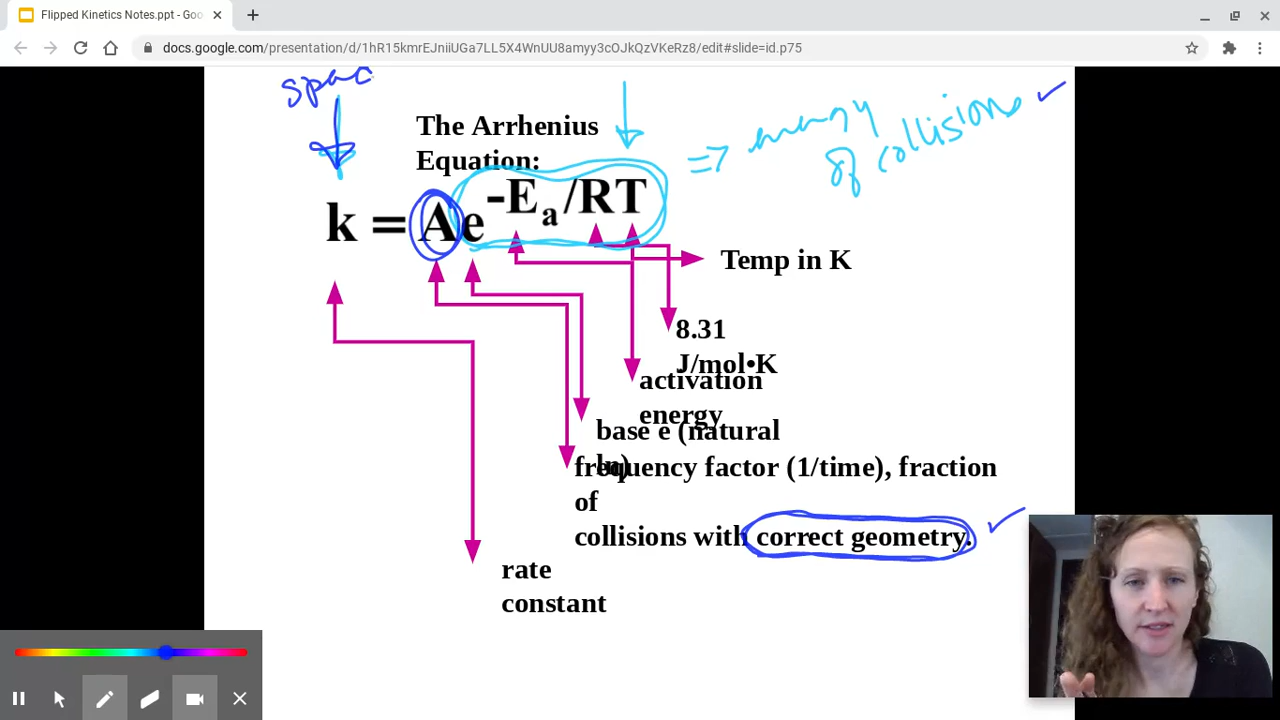 Flipped Kinetics Notes.ppt - Goo
docs.google.com/presentation/d/1hR15kmrEJniiUGa7LL5X4WnUU8amyy3cOJkQzVKeRz8/edit#slide=id.p75
spac
The Arrhenius
Equation:
=> energy
of collisions ✓
k = Ae^-Ea/RT
Temp in K
8.31
J/mol•K
activation
energy
base e (natural
ln)
frequency factor (1/time), fraction
of
collisions with correct geometry. ✓
rate
constant